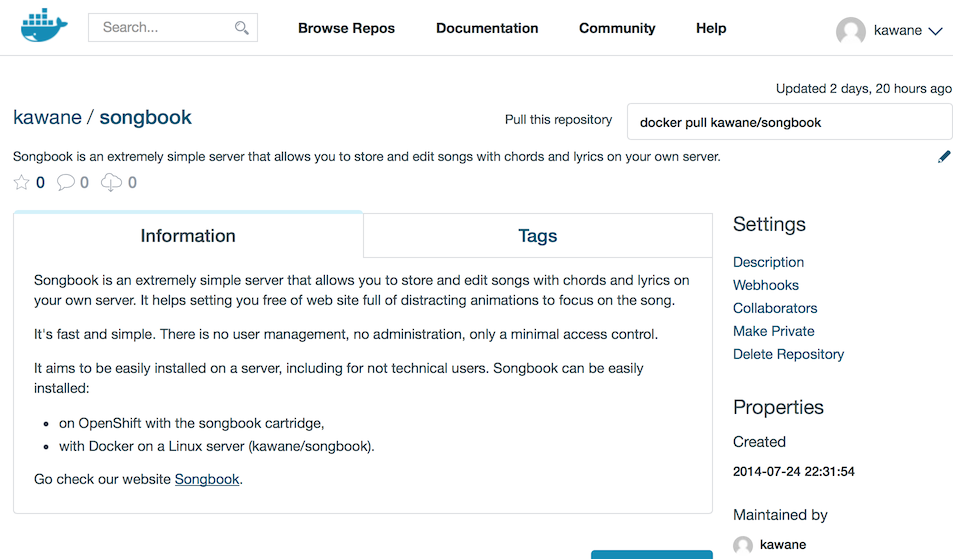 Search...
Browse Repos
Documentation
Community
Help
kawane
Updated 2 days, 20 hours ago
kawane / songbook
Pull this repository
docker pull kawane/songbook
Songbook is an extremely simple server that allows you to store and edit songs with chords and lyrics on your own server.
0 0 0
Information
Tags
Songbook is an extremely simple server that allows you to store and edit songs with chords and lyrics on
your own server. It helps setting you free of web site full of distracting animations to focus on the song.
It's fast and simple. There is no user management, no administration, only a minimal access control.
It aims to be easily installed on a server, including for not technical users. Songbook can be easily
installed:
• on OpenShift with the songbook cartridge,
• with Docker on a Linux server (kawane/songbook).
Go check our website Songbook.
Settings
Description
Webhooks
Collaborators
Make Private
Delete Repository
Properties
Created
2014-07-24 22:31:54
Maintained by
kawane